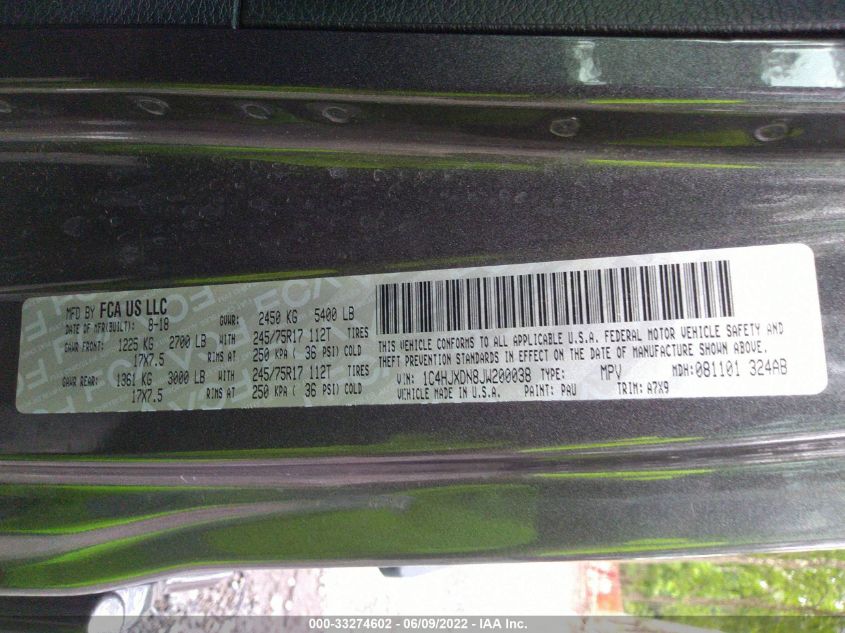 MFD BY FCA US LLC
DATE OF MFR(BUILT): 8-18 GVWR: 2450 KG 5400 LB
GAWR FRONT: 1225 KG 2700 LB WITH 245/75R17 112T TIRES
17X7.5 RIMS AT 250 KPA ( 36 PSI) COLD
GAWR REAR: 1361 KG 3000 LB WITH 245/75R17 112T TIRES
17X7.5 RIMS AT 250 KPA ( 36 PSI) COLD
THIS VEHICLE CONFORMS TO ALL APPLICABLE U.S.A. FEDERAL MOTOR VEHICLE SAFETY AND
THEFT PREVENTION STANDARDS IN EFFECT ON THE DATE OF MANUFACTURE SHOWN ABOVE.
VIN: 1C4HJXDN8JW200038 TYPE: MPV MDH:081101 324AB
VEHICLE MADE IN U.S.A. PAINT: PAU TRIM: A7X9
000-33274602 - 06/09/2022 - IAA Inc.